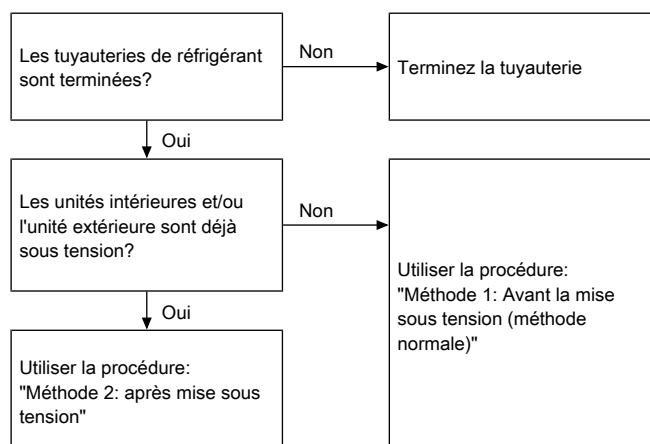 Les tuyauteries de réfrigérant
sont terminées?
Non
Terminez la tuyauterie
Oui
Les unités intérieures et/ou
l'unité extérieure sont déjà
sous tension?
Non
Utiliser la procédure:
"Méthode 1: Avant la mise
sous tension (méthode
normale)"
Oui
Utiliser la procédure:
"Méthode 2: après mise sous
tension"